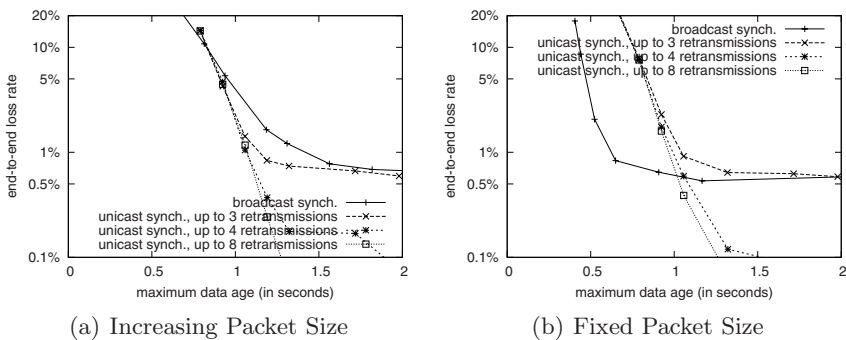 20%
10%
5%
1%
0.5%
0.1%
end-to-end loss rate
broadcast synch.
unicast synch., up to 3 retransmissions
unicast synch., up to 4 retransmissions
unicast synch., up to 8 retransmissions
0 0.5 1 1.5 2
maximum data age (in seconds)
(a) Increasing Packet Size
20%
10%
5%
1%
0.5%
0.1%
end-to-end loss rate
broadcast synch.
unicast synch., up to 3 retransmissions
unicast synch., up to 4 retransmissions
unicast synch., up to 8 retransmissions
0 0.5 1 1.5 2
maximum data age (in seconds)
(b) Fixed Packet Size